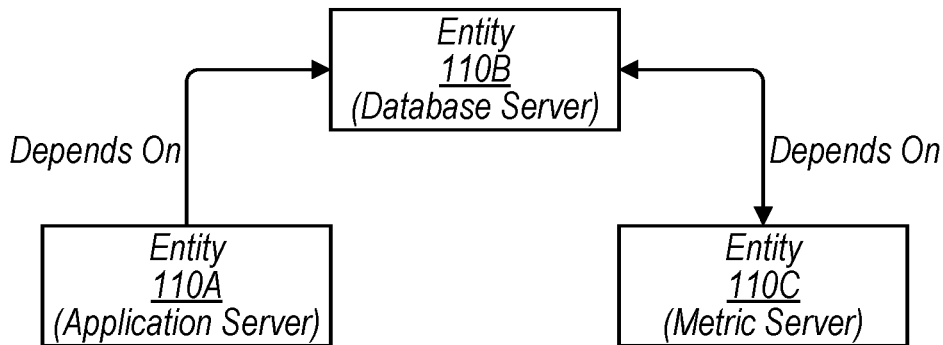 Entity
110B
(Database Server)
Depends On
Depends On
Entity
110A
(Application Server)
Entity
110C
(Metric Server)